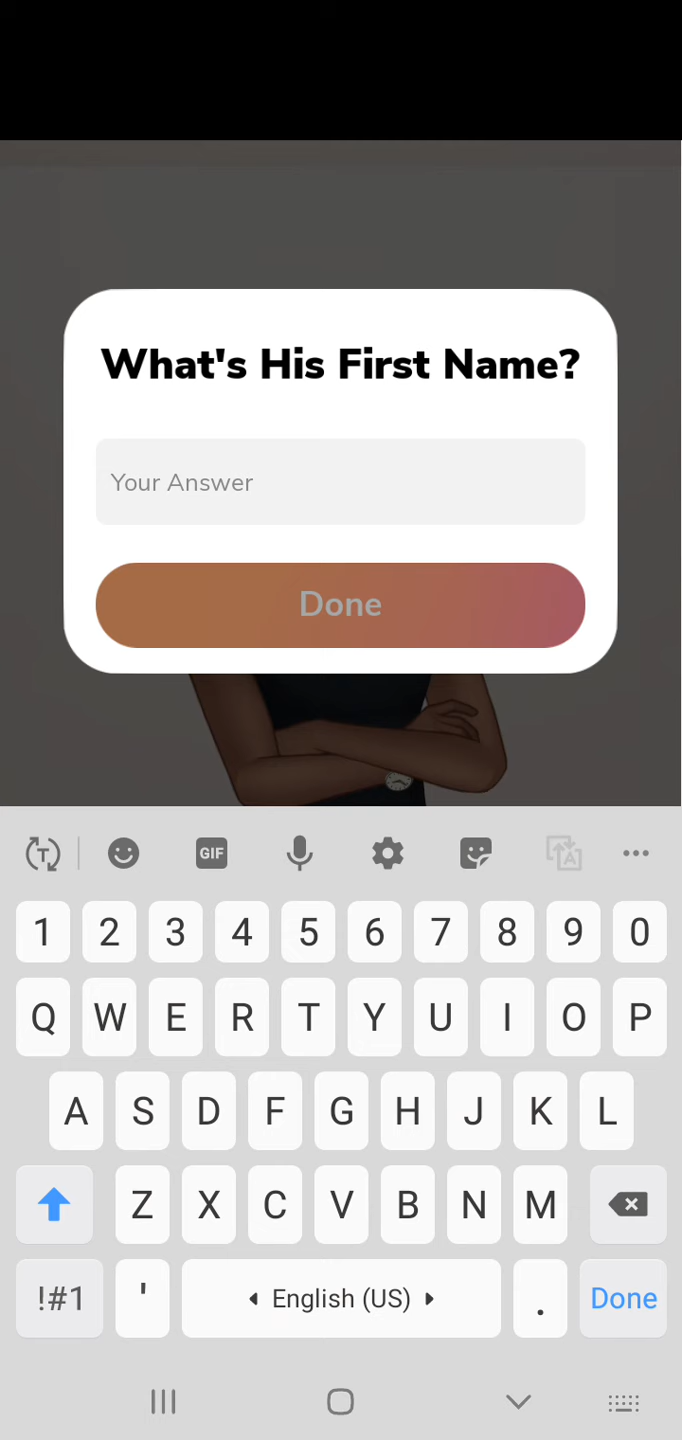 What's His First Name?
Your Answer
Done
GIF
1 2 3 4 5 6 7 8 9 0
Q W E R T Y U I O P
A S D F G H J K L
Z X C V B N M
!#1 ' English (US) . Done